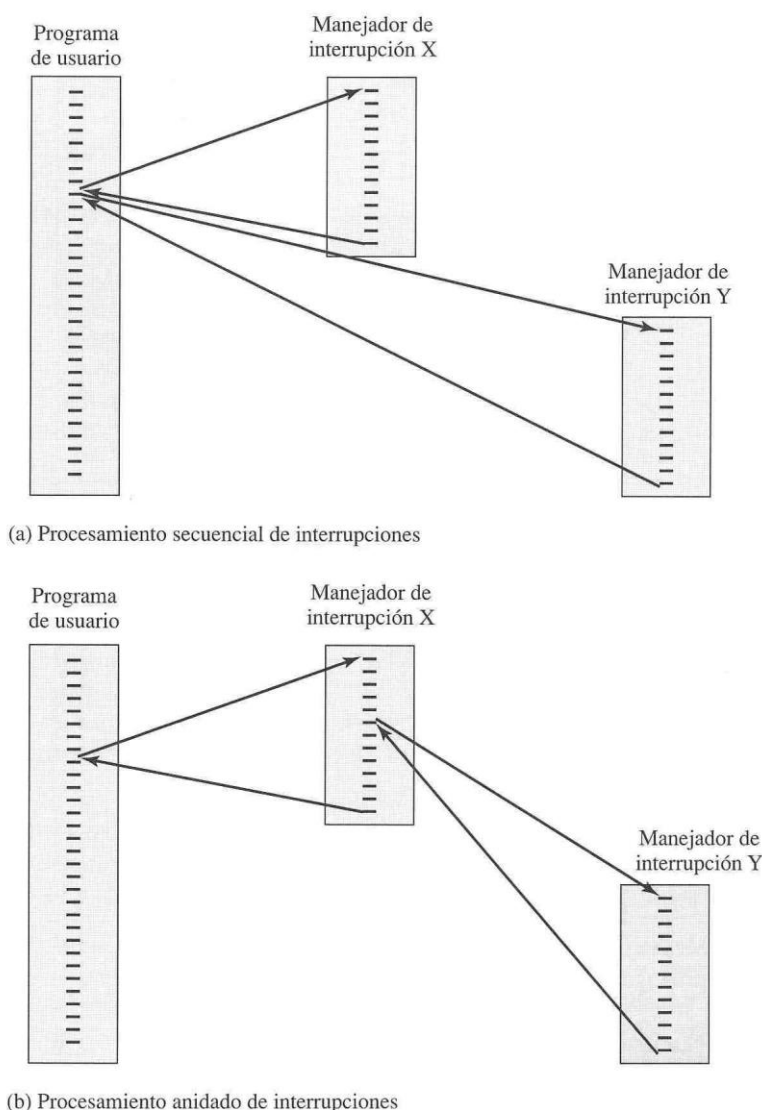 Programa
de usuario
Manejador de
interrupción X
Manejador de
interrupción Y
(a) Procesamiento secuencial de interrupciones
Programa
de usuario
Manejador de
interrupción X
Manejador de
interrupción Y
(b) Procesamiento anidado de interrupciones